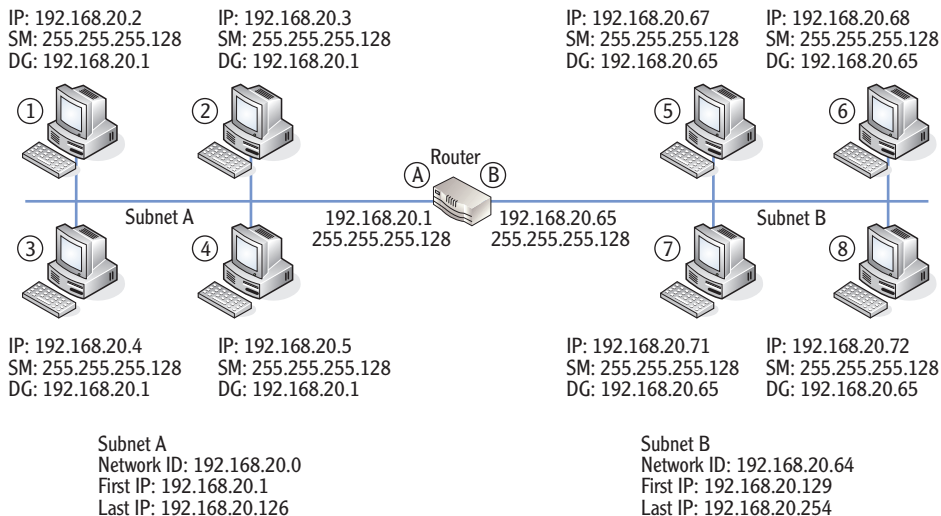 IP: 192.168.20.2
SM: 255.255.255.128
DG: 192.168.20.1
IP: 192.168.20.3
SM: 255.255.255.128
DG: 192.168.20.1
IP: 192.168.20.67
SM: 255.255.255.128
DG: 192.168.20.65
IP: 192.168.20.68
SM: 255.255.255.128
DG: 192.168.20.65
1
2
5
6
Router
A
B
Subnet A
192.168.20.1
255.255.255.128
192.168.20.65
255.255.255.128
Subnet B
3
4
7
8
IP: 192.168.20.4
SM: 255.255.255.128
DG: 192.168.20.1
IP: 192.168.20.5
SM: 255.255.255.128
DG: 192.168.20.1
IP: 192.168.20.71
SM: 255.255.255.128
DG: 192.168.20.65
IP: 192.168.20.72
SM: 255.255.255.128
DG: 192.168.20.65
Subnet A
Network ID: 192.168.20.0
First IP: 192.168.20.1
Last IP: 192.168.20.126
Subnet B
Network ID: 192.168.20.64
First IP: 192.168.20.129
Last IP: 192.168.20.254